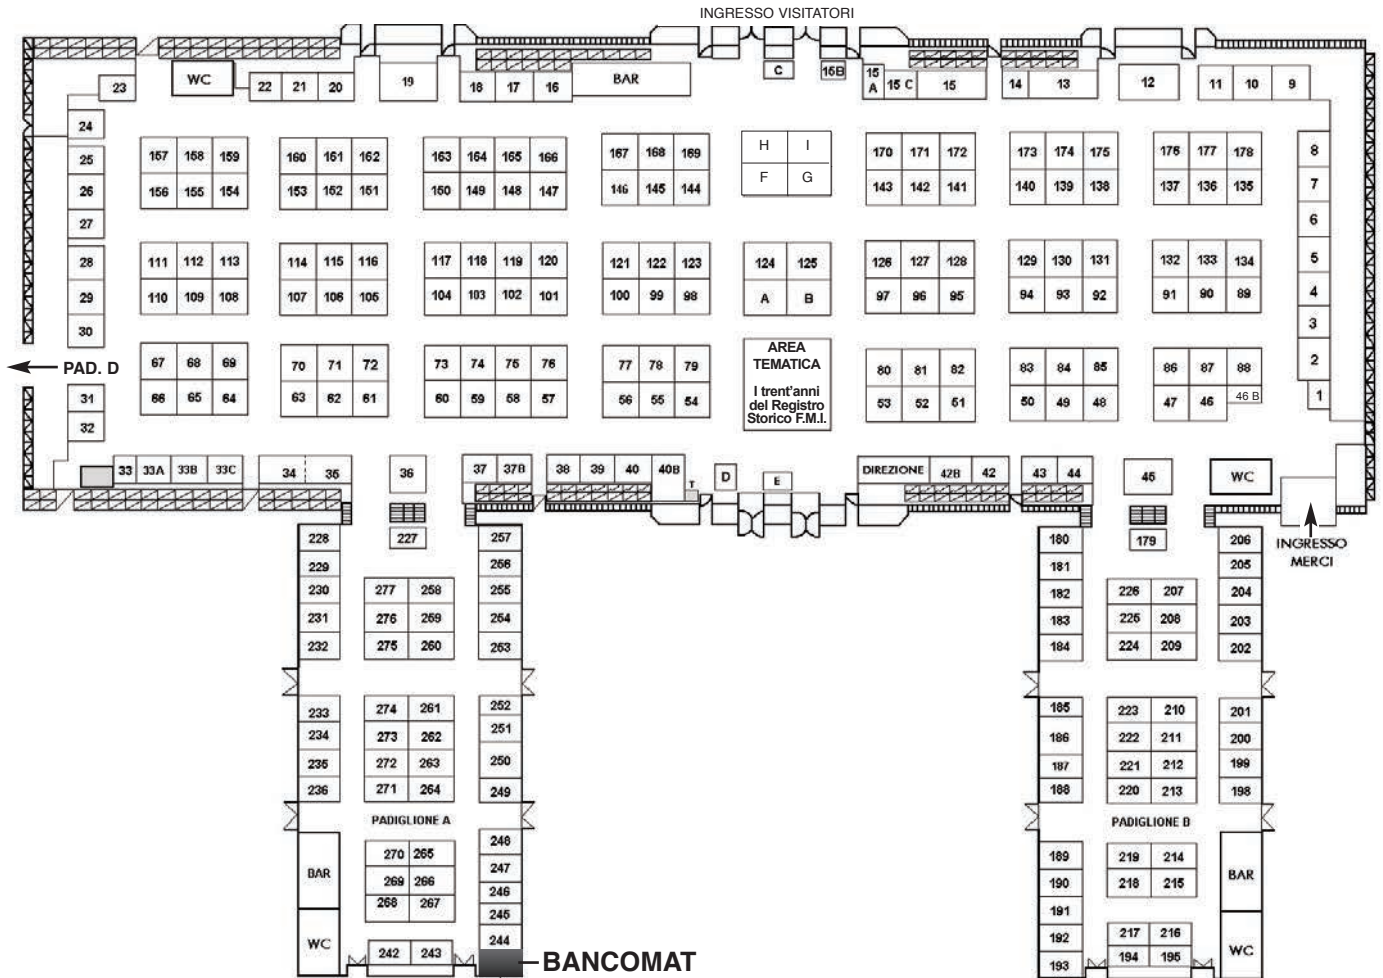 INGRESSO VISITATORI
23
WC
22 21 20
19
18 17 16
BAR
C
15B
15 A
15 C
15
14 13
12
11 10 9
24
25
26
27
28
29
30
PAD. D
31
32
157 158 159
156 155 154
160 161 162
153 152 151
163 164 165 166
150 149 148 147
167 168 169
146 145 144
H I
F G
170 171 172
143 142 141
173 174 175
140 139 138
176 177 178
137 136 135
8
7
6
5
4
3
2
1
111 112 113
110 109 108
114 115 116
107 106 105
117 118 119 120
104 103 102 101
121 122 123
100 99 98
124 125
A B
126 127 128
97 96 95
129 130 131
94 93 92
132 133 134
91 90 89
67 68 69
66 65 64
70 71 72
63 62 61
73 74 75 76
60 59 58 57
77 78 79
56 55 54
AREA
TEMATICA
I trent'anni
del Registro
Storico F.M.I.
80 81 82
53 52 51
83 84 85
50 49 48
86 87 88
47 46 46 B
33 33A 33B 33C
34 35
36
37 37B
38 39 40 40B
T
D
E
DIREZIONE 42B 42
43 44
45
WC
INGRESSO
MERCI
228
229
230
231
232
227
257
256
255
254
253
277 258
276 259
275 260
233
234
235
236
274 261
273 262
272 263
271 264
252
251
250
249
PADIGLIONE A
BAR
WC
270 265
269 266
268 267
242 243
248
247
246
245
244
BANCOMAT
180
181
182
183
184
179
206
205
204
203
202
226 207
225 208
224 209
185
186
187
188
223 210
222 211
221 212
220 213
201
200
199
198
PADIGLIONE B
189
190
191
192
193
219 214
218 215
217 216
194 195
BAR
WC